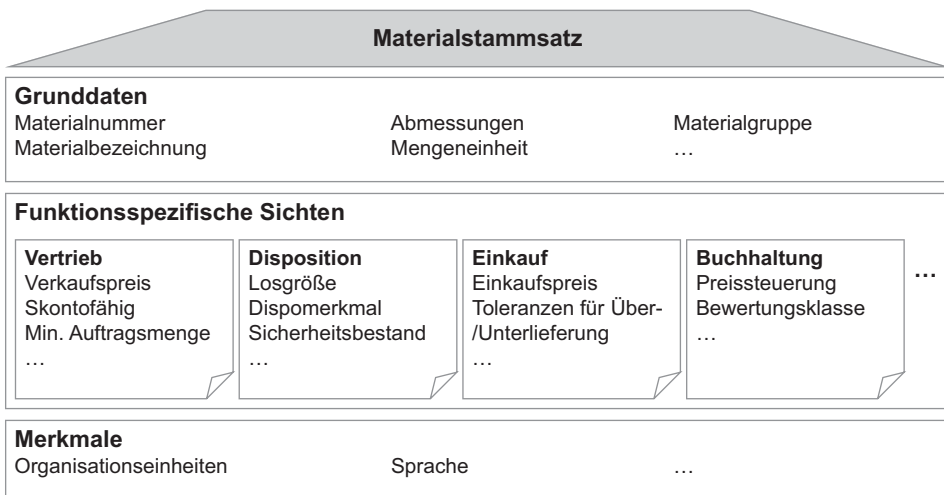 Materialstammsatz
Grunddaten
Materialnummer Abmessungen Materialgruppe
Materialbezeichnung Mengeneinheit …
Funktionsspezifische Sichten
Vertrieb
Verkaufspreis
Skontofähig
Min. Auftragsmenge
…
Disposition
Losgröße
Dispomerkmal
Sicherheitsbestand
…
Einkauf
Einkaufspreis
Toleranzen für Über-
/Unterlieferung
…
Buchhaltung
Preissteuerung
Bewertungsklasse
…
…
Merkmale
Organisationseinheiten Sprache …